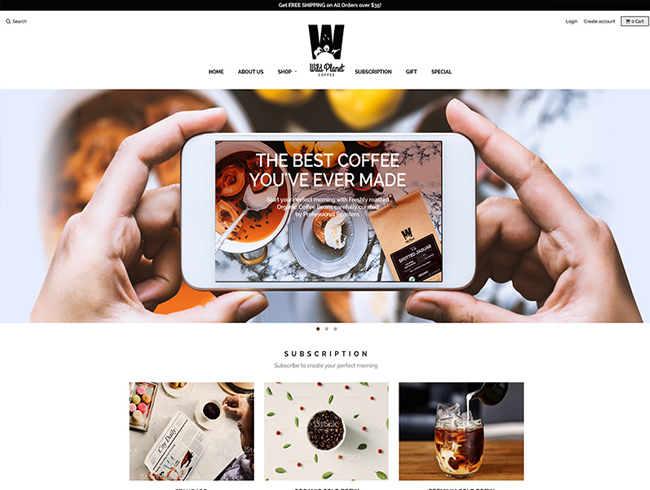 Get FREE SHIPPING on All Orders over $35!
Search
Login Create account 0 Cart
W
Wild Planet
COFFEE
HOME ABOUT US SHOP SUBSCRIPTION GIFT SPECIAL
THE BEST COFFEE
YOU'VE EVER MADE
Start your perfect morning with Freshly roasted
Organic Coffee Beans carefully curated
by Professional Roasters
W
SPOTTED JAGUAR
SUBSCRIPTION
Subscribe to create your perfect morning
City Daily
iStock